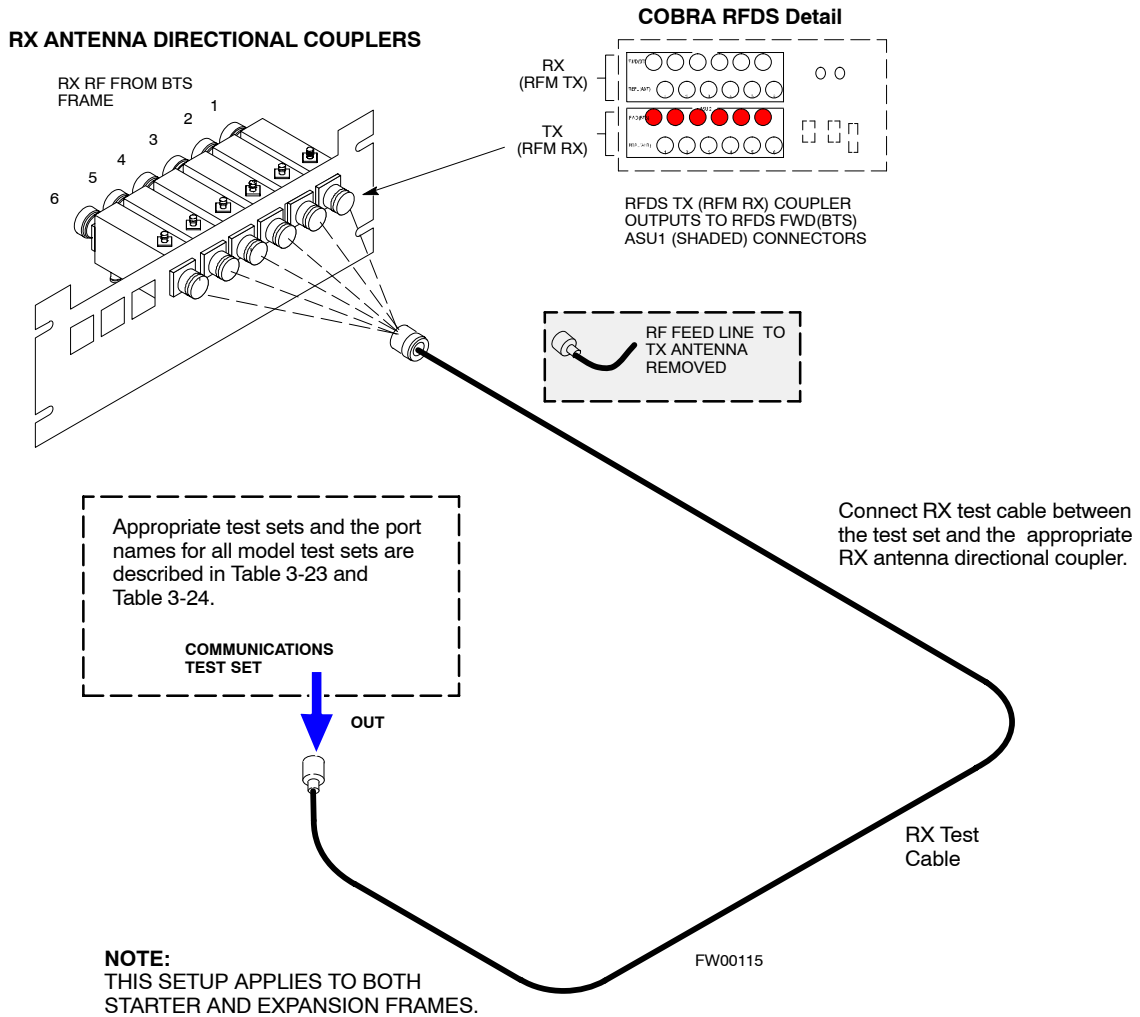 COBRA RFDS Detail
RX ANTENNA DIRECTIONAL COUPLERS
RX RF FROM BTS
FRAME
1
2
3
4
5
6
RX
(RFM TX)
TX
(RFM RX)
RFDS TX (RFM RX) COUPLER
OUTPUTS TO RFDS FWD(BTS)
ASU1 (SHADED) CONNECTORS
RF FEED LINE TO
TX ANTENNA
REMOVED
Appropriate test sets and the port
names for all model test sets are
described in Table 3-23 and
Table 3-24.
COMMUNICATIONS
TEST SET
OUT
Connect RX test cable between
the test set and the appropriate
RX antenna directional coupler.
RX Test
Cable
FW00115
NOTE:
THIS SETUP APPLIES TO BOTH
STARTER AND EXPANSION FRAMES.